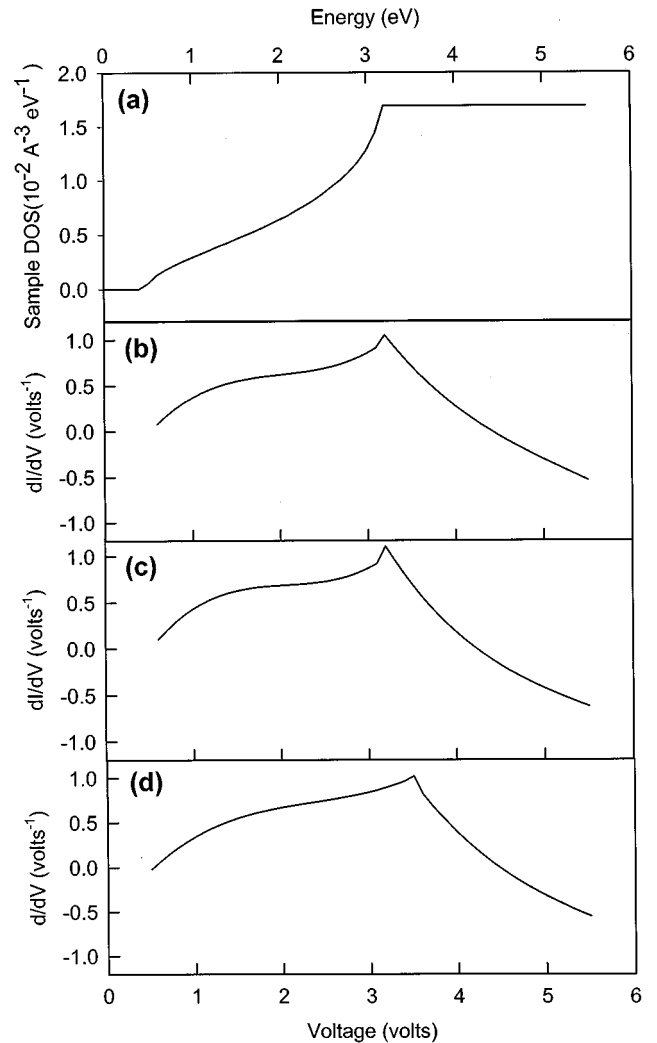 Energy (eV)
0 1 2 3 4 5 6
Sample DOS(10⁻² A⁻³ eV⁻¹ )
2.0
1.5
1.0
0.5
0.0
(a)
dI/dV (volts⁻¹)
1.0
0.5
0.0
-0.5
-1.0
(b)
dI/dV (volts⁻¹)
1.0
0.5
0.0
-0.5
-1.0
(c)
d/dV (volts⁻¹)
1.0
0.5
0.0
-0.5
-1.0
(d)
0 1 2 3 4 5 6
Voltage (volts)